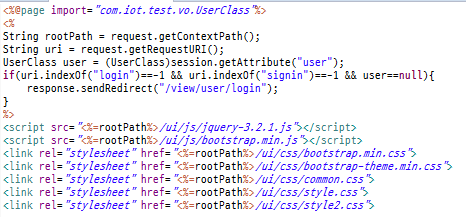 <%@page import="com.iot.test.vo.UserClass"%>
<%
String rootPath = request.getContextPath();
String uri = request.getRequestURI();
UserClass user = (UserClass)session.getAttribute("user");
if(uri.indexOf("login")==-1 && uri.indexOf("signin")==-1 && user==null){
    response.sendRedirect("/view/user/login");
}
%>
<script src="<%=rootPath%>/ui/js/jquery-3.2.1.js"></script>
<script src="<%=rootPath%>/ui/js/bootstrap.min.js"></script>
<link rel="stylesheet" href="<%=rootPath%>/ui/css/bootstrap.min.css">
<link rel="stylesheet" href="<%=rootPath%>/ui/css/bootstrap-theme.min.css">
<link rel="stylesheet" href="<%=rootPath%>/ui/css/common.css">
<link rel="stylesheet" href="<%=rootPath%>/ui/css/style.css">
<link rel="stylesheet" href="<%=rootPath%>/ui/css/style2.css">